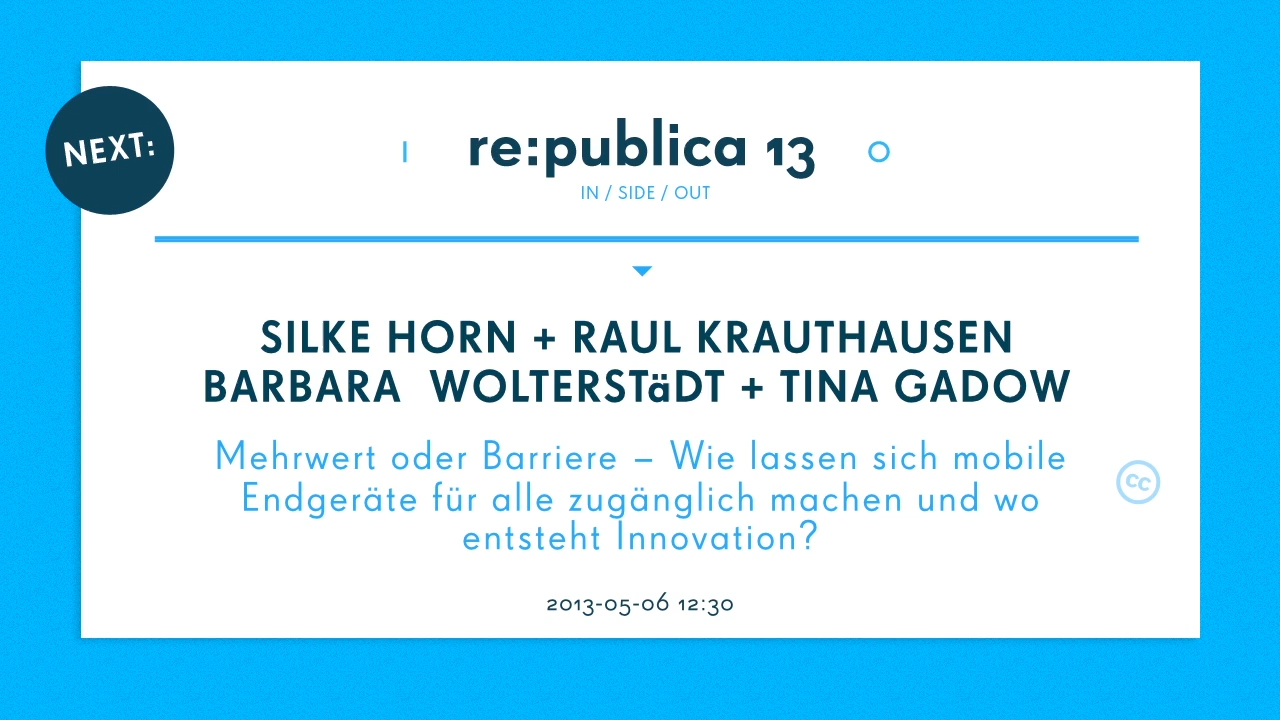 NEXT:
I re:publica 13 O
IN / SIDE / OUT
SILKE HORN + RAUL KRAUTHAUSEN
BARBARA WOLTERSTäDT + TINA GADOW
Mehrwert oder Barriere – Wie lassen sich mobile
Endgeräte für alle zugänglich machen und wo
entsteht Innovation?
cc
2013-05-06 12:30